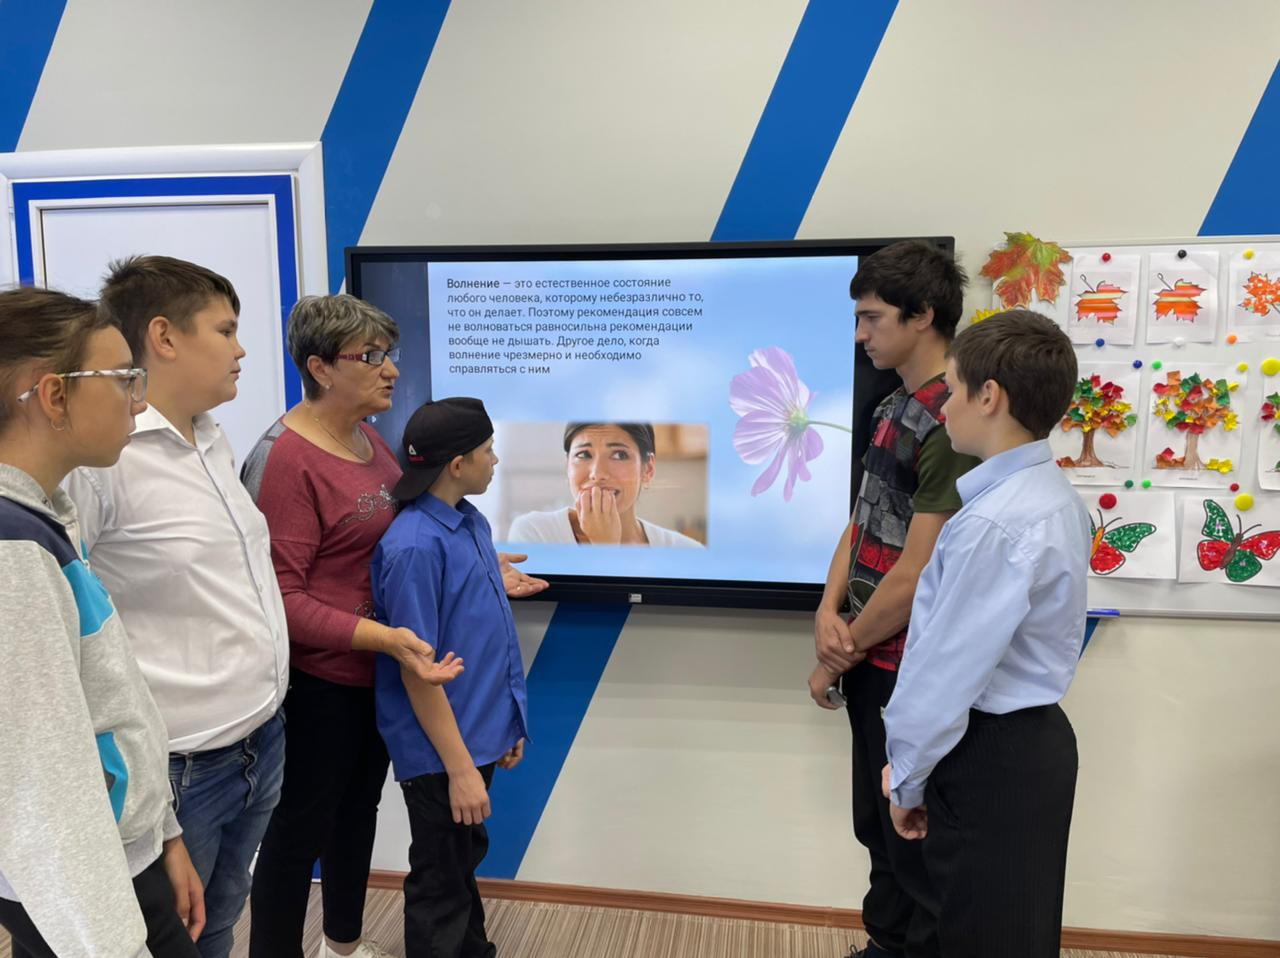 Волнение — это естественное состояние
любого человека, которому небезразлично то,
что он делает. Поэтому рекомендация совсем
не волноваться равносильна рекомендации
вообще не дышать. Другое дело, когда
волнение чрезмерно и необходимо
справляться с ним